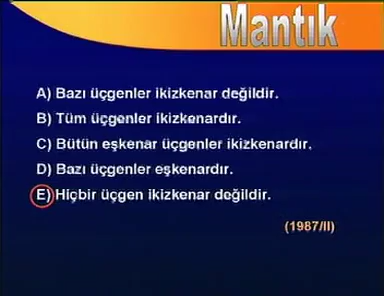 Mantık
A) Bazı üçgenler ikizkenar değildir.
B) Tüm üçgenler ikizkenardır.
C) Bütün eşkenar üçgenler ikizkenardır.
D) Bazı üçgenler eşkenardır.
E) Hiçbir üçgen ikizkenar değildir.
(1987/II)